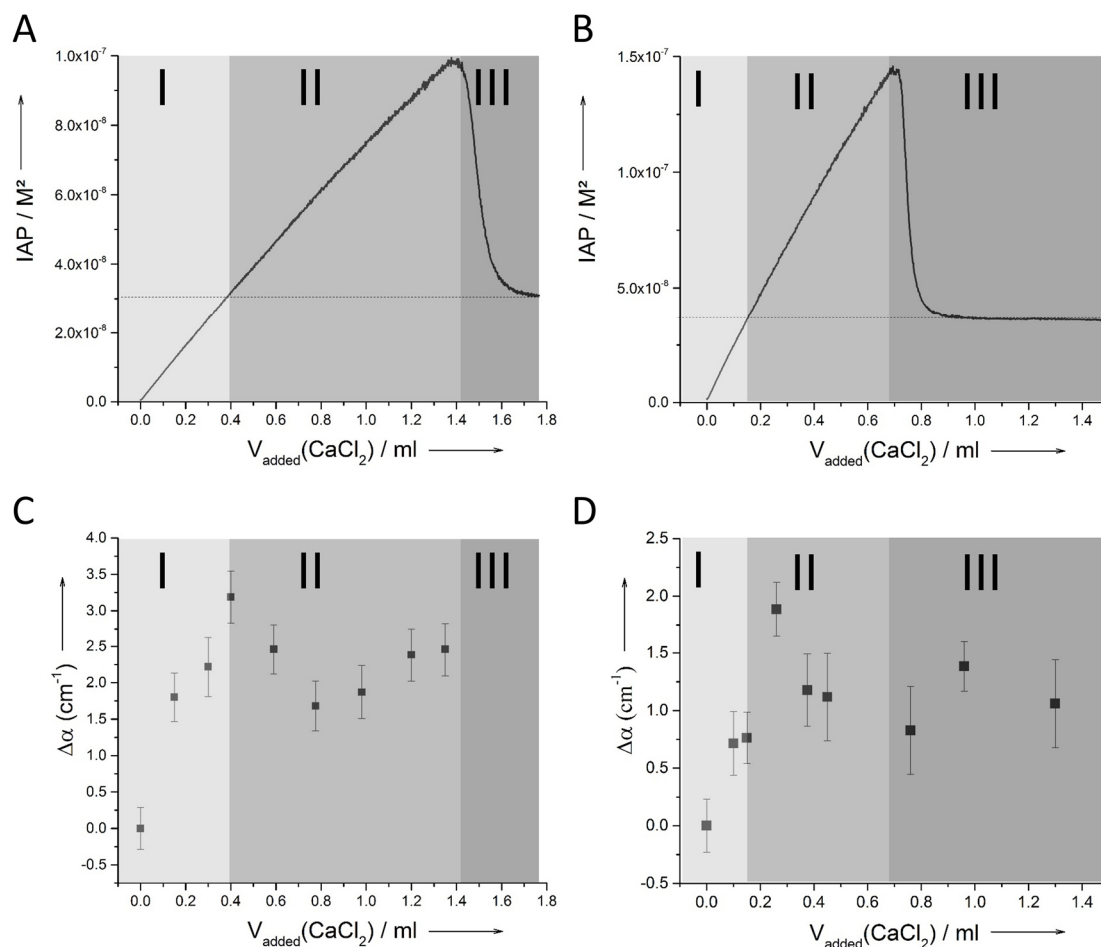 A
IAP / M²
1.0x10⁻⁷
8.0x10⁻⁸
6.0x10⁻⁸
4.0x10⁻⁸
2.0x10⁻⁸
0.0
I
II
III
0.0 0.2 0.4 0.6 0.8 1.0 1.2 1.4 1.6 1.8
V_added(CaCl₂) / ml
B
IAP / M²
1.5x10⁻⁷
1.0x10⁻⁷
5.0x10⁻⁸
0.0
I
II
III
0.0 0.2 0.4 0.6 0.8 1.0 1.2 1.4
V_added(CaCl₂) / ml
C
Δα (cm⁻¹)
4.0
3.5
3.0
2.5
2.0
1.5
1.0
0.5
0.0
-0.5
I
II
III
0.0 0.2 0.4 0.6 0.8 1.0 1.2 1.4 1.6 1.8
V_added(CaCl₂) / ml
D
Δα (cm⁻¹)
2.5
2.0
1.5
1.0
0.5
0.0
-0.5
I
II
III
0.0 0.2 0.4 0.6 0.8 1.0 1.2 1.4
V_added(CaCl₂) / ml